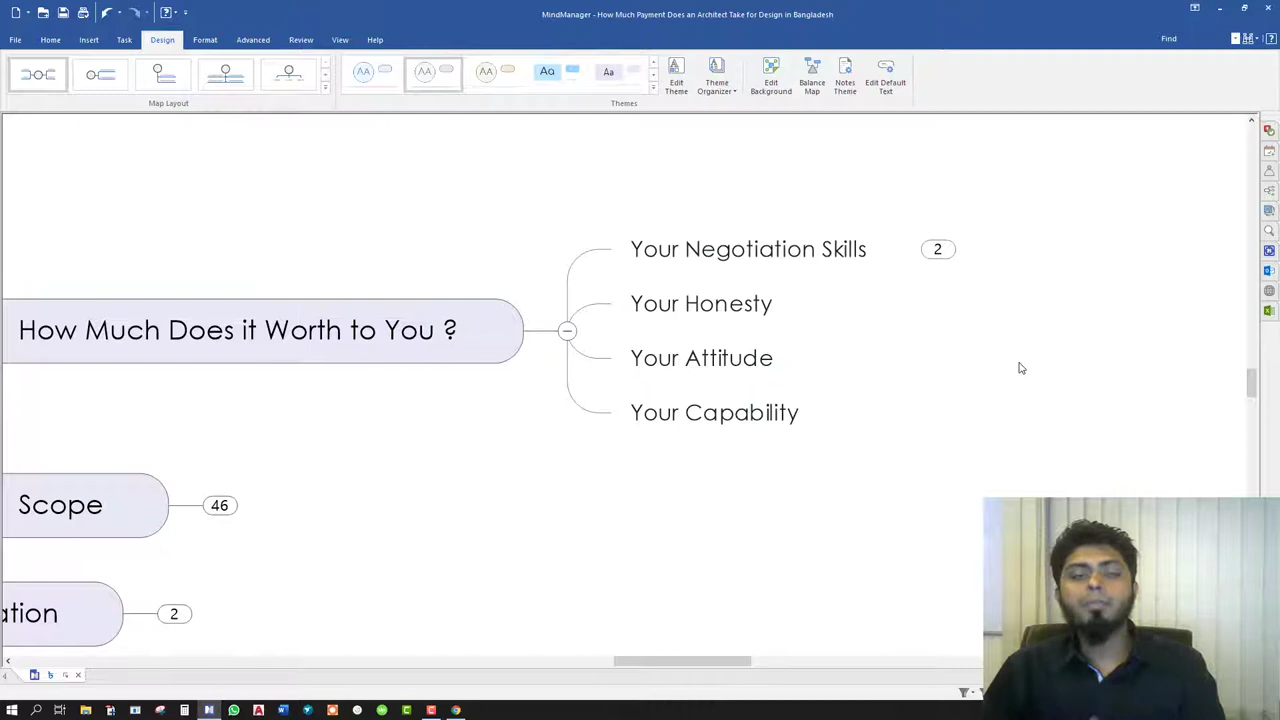 MindManager - How Much Payment Does an Architect Take for Design in Bangladesh
File Home Insert Task Design Format Advanced Review View Help Find
Edit Theme
Theme Organizer
Edit Background
Balance Map
Notes Theme
Edit Default Text
Map Layout
Themes
Your Negotiation Skills 2
Your Honesty
How Much Does it Worth to You ?
Your Attitude
Your Capability
Scope 46
ation 2